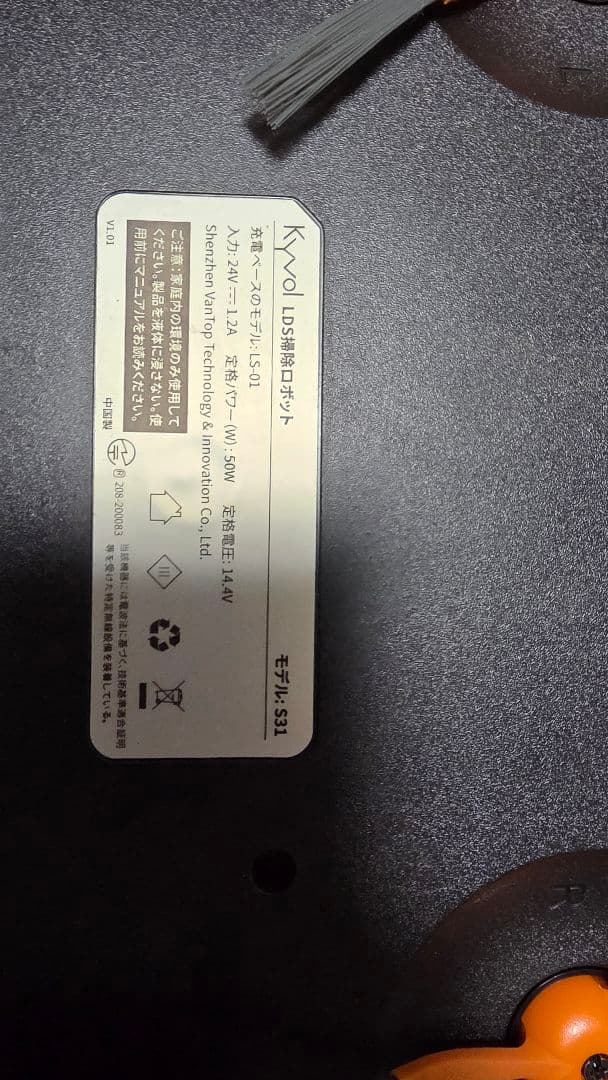 Kyvol LDS掃除ロボット モデル: S31
充電ベースのモデル: LS-01
入力: 24V⎓1.2A 定格パワー (W) : 50W 定格電圧: 14.4V
Shenzhen VanTop Technology & Innovation Co., Ltd.
ご注意:家庭内の環境のみ使用して
ください。製品を液体に浸さない。使
用前にマニュアルをお読みください。
V1.01
中国製
R 208-200083
当該機器には電波法に基づく、技術基準適合証明
等を受けた特定無線設備を装着している。
L
R